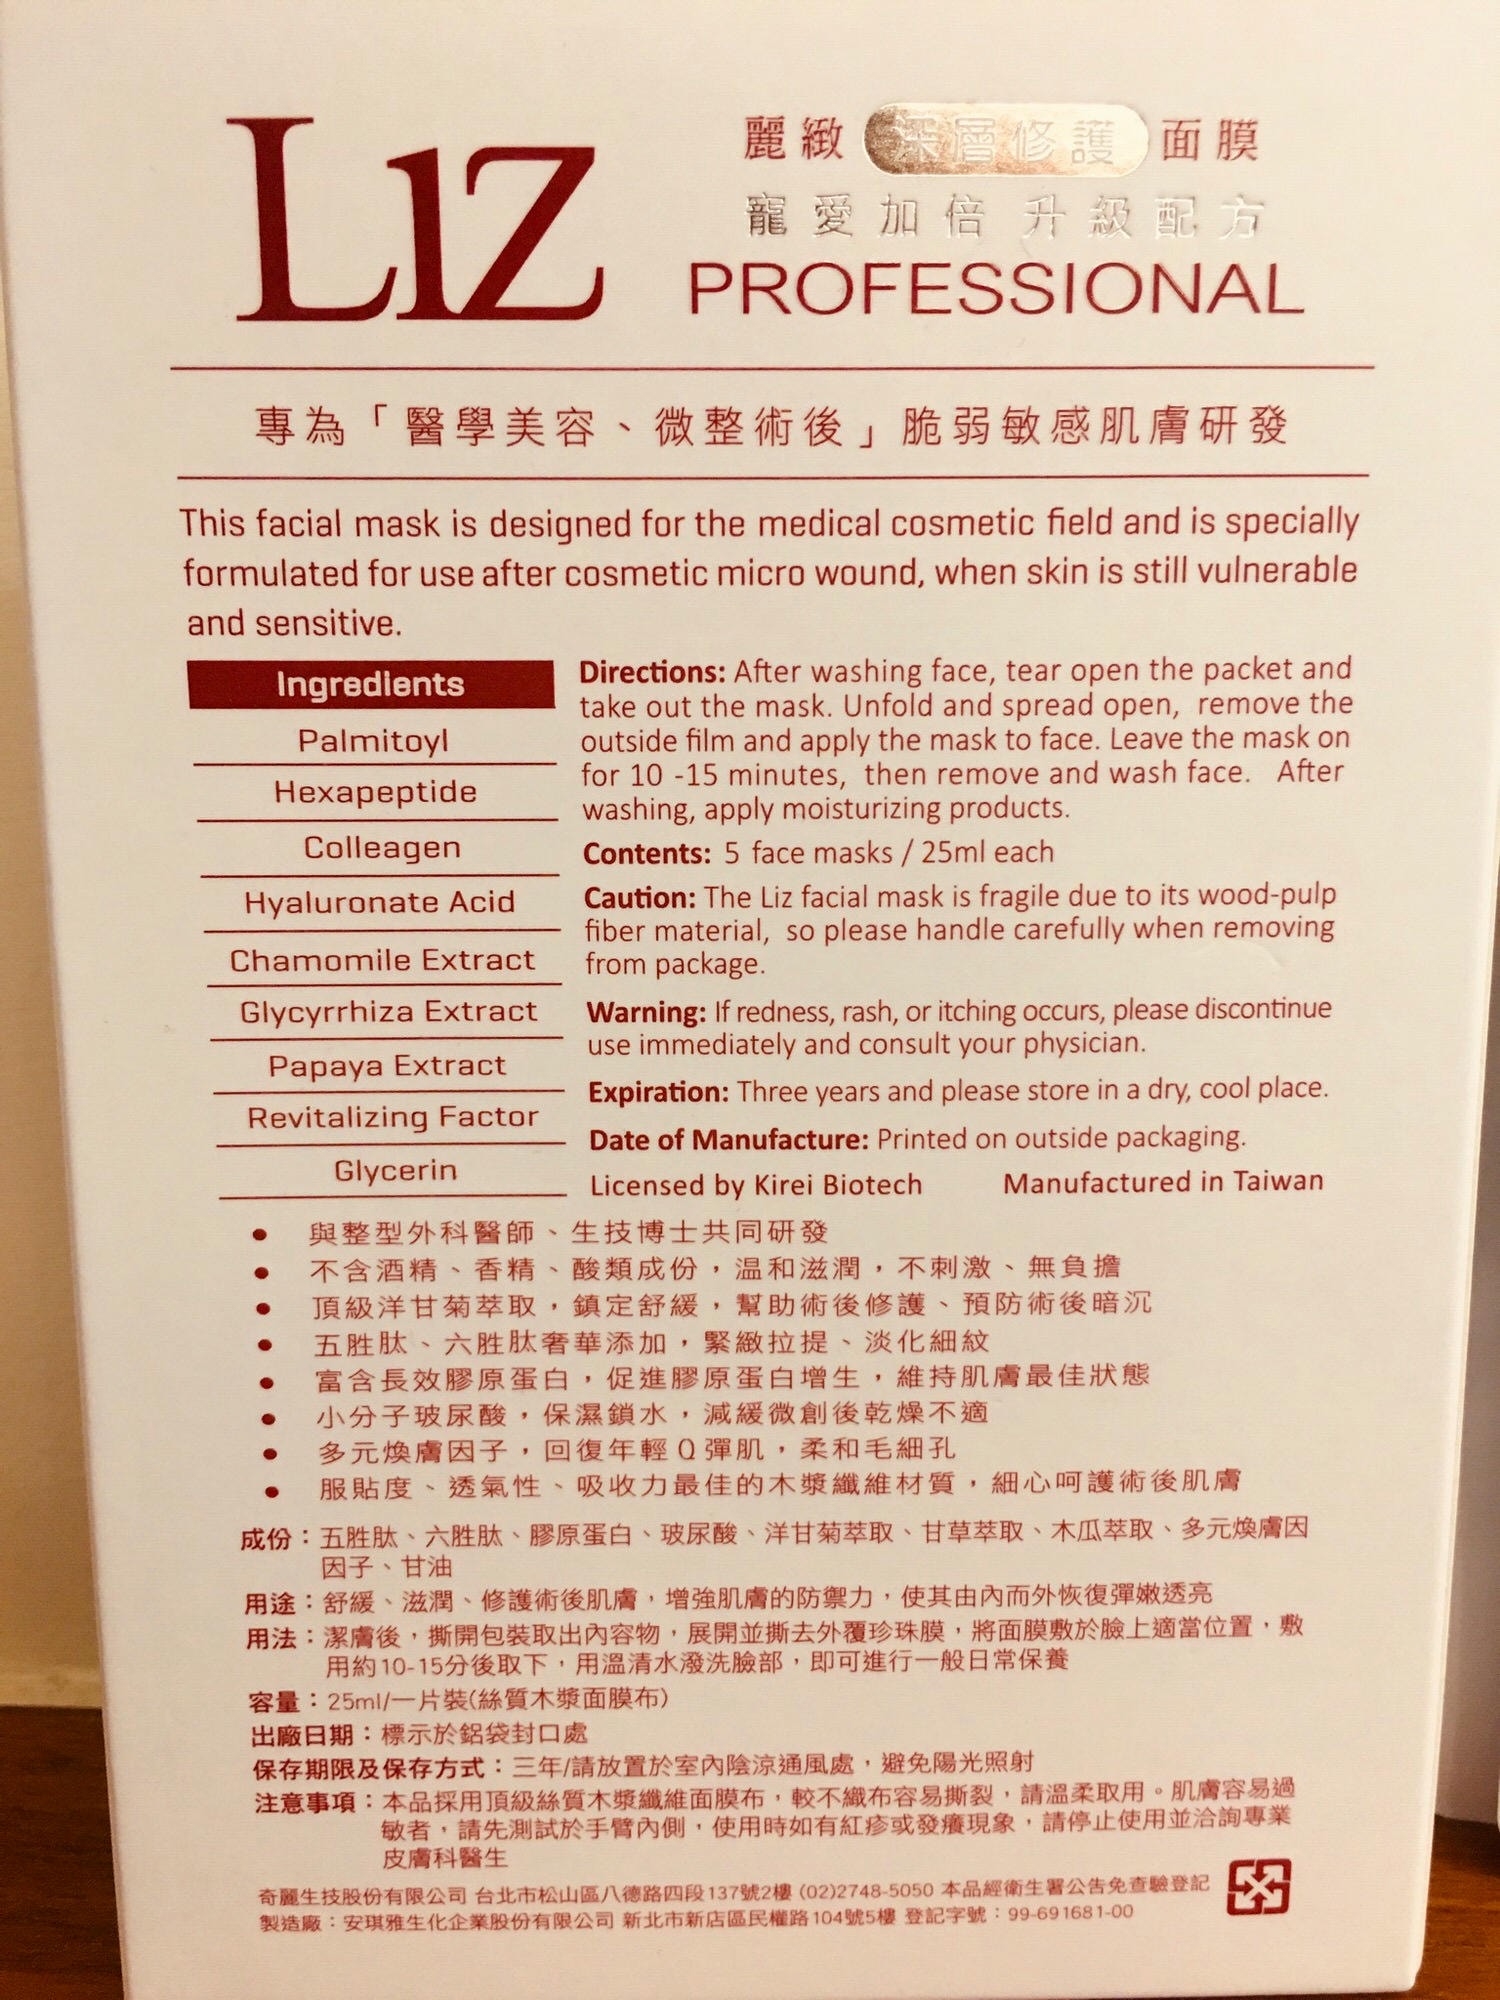 LIZ
麗緻 深層修護 面膜
寵愛加倍 升級配方
PROFESSIONAL
專為「醫學美容、微整術後」脆弱敏感肌膚研發
This facial mask is designed for the medical cosmetic field and is specially
formulated for use after cosmetic micro wound, when skin is still vulnerable
and sensitive.
Ingredients
Palmitoyl
Hexapeptide
Colleagen
Hyaluronate Acid
Chamomile Extract
Glycyrrhiza Extract
Papaya Extract
Revitalizing Factor
Glycerin
Directions: After washing face, tear open the packet and
take out the mask. Unfold and spread open, remove the
outside film and apply the mask to face. Leave the mask on
for 10 -15 minutes, then remove and wash face. After
washing, apply moisturizing products.
Contents: 5 face masks / 25ml each
Caution: The Liz facial mask is fragile due to its wood-pulp
fiber material, so please handle carefully when removing
from package.
Warning: If redness, rash, or itching occurs, please discontinue
use immediately and consult your physician.
Expiration: Three years and please store in a dry, cool place.
Date of Manufacture: Printed on outside packaging.
Licensed by Kirei Biotech Manufactured in Taiwan
• 與整型外科醫師、生技博士共同研發
• 不含酒精、香精、酸類成份，温和滋潤，不刺激、無負擔
• 頂級洋甘菊萃取，鎮定舒緩，幫助術後修護、預防術後暗沉
• 五胜肽、六胜肽奢華添加，緊緻拉提、淡化細紋
• 富含長效膠原蛋白，促進膠原蛋白增生，維持肌膚最佳狀態
• 小分子玻尿酸，保濕鎖水，減緩微創後乾燥不適
• 多元煥膚因子，回復年輕Q彈肌，柔和毛細孔
• 服貼度、透氣性、吸收力最佳的木漿纖維材質，細心呵護術後肌膚
成份：五胜肽、六胜肽、膠原蛋白、玻尿酸、洋甘菊萃取、甘草萃取、木瓜萃取、多元煥膚因
因子、甘油
用途：舒緩、滋潤、修護術後肌膚，增強肌膚的防禦力，使其由內而外恢復彈嫩透亮
用法：潔膚後，撕開包裝取出內容物，展開並撕去外覆珍珠膜，將面膜敷於臉上適當位置，敷
用約10-15分後取下，用溫清水潑洗臉部，即可進行一般日常保養
容量：25ml/一片裝(絲質木漿面膜布)
出廠日期：標示於鋁袋封口處
保存期限及保存方式：三年/請放置於室內陰涼通風處，避免陽光照射
注意事項：本品採用頂級絲質木漿纖維面膜布，較不織布容易撕裂，請溫柔取用。肌膚容易過
敏者，請先測試於手臂內側，使用時如有紅疹或發癢現象，請停止使用並洽詢專業
皮膚科醫生
奇麗生技股份有限公司 台北市松山區八德路四段137號2樓 (02)2748-5050 本品經衛生署公告免查驗登記
製造廠：安琪雅生化企業股份有限公司 新北市新店區民權路104號5樓 登記字號：99-691681-00